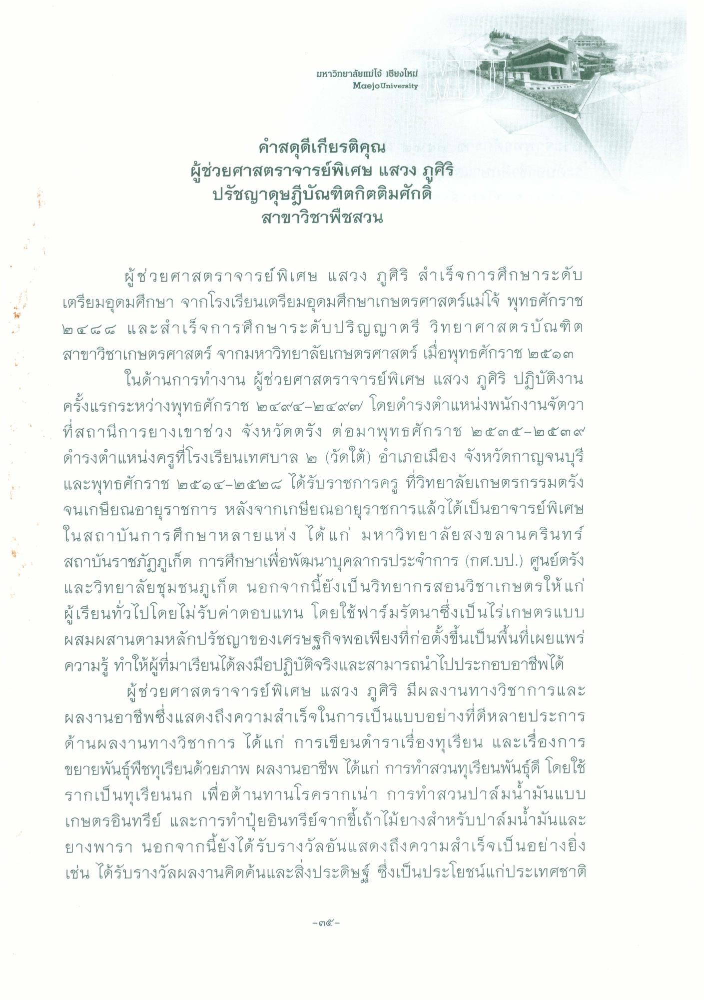 มหาวิทยาลัยแม่โจ้ เชียงใหม่
Maejo University
MJU
คำสดุดีเกียรติคุณ
ผู้ช่วยศาสตราจารย์พิเศษ แสวง ภูศิริ
ปรัชญาดุษฎีบัณฑิตกิตติมศักดิ์
สาขาวิชาพืชสวน
ผู้ช่วยศาสตราจารย์พิเศษ แสวง ภูศิริ สำเร็จการศึกษาระดับ
เตรียมอุดมศึกษา จากโรงเรียนเตรียมอุดมศึกษาเกษตรศาสตร์แม่โจ้ พุทธศักราช
๒๔๘๘ และสำเร็จการศึกษาระดับปริญญาตรี วิทยาศาสตรบัณฑิต
สาขาวิชาเกษตรศาสตร์ จากมหาวิทยาลัยเกษตรศาสตร์ เมื่อพุทธศักราช ๒๕๑๓
ในด้านการทำงาน ผู้ช่วยศาสตราจารย์พิเศษ แสวง ภูศิริ ปฏิบัติงาน
ครั้งแรกระหว่างพุทธศักราช ๒๔๙๔-๒๔๙๗ โดยดำรงตำแหน่งพนักงานจัตวา
ที่สถานีการยางเขาช่วง จังหวัดตรัง ต่อมาพุทธศักราช ๒๕๓๕-๒๕๓๙
ดำรงตำแหน่งครูที่โรงเรียนเทศบาล ๒ (วัดใต้) อำเภอเมือง จังหวัดกาญจนบุรี
และพุทธศักราช ๒๕๑๔-๒๕๒๘ ได้รับราชการครู ที่วิทยาลัยเกษตรกรรมตรัง
จนเกษียณอายุราชการ หลังจากเกษียณอายุราชการแล้วได้เป็นอาจารย์พิเศษ
ในสถาบันการศึกษาหลายแห่ง ได้แก่ มหาวิทยาลัยสงขลานครินทร์
สถาบันราชภัฏภูเก็ต การศึกษาเพื่อพัฒนาบุคลากรประจำการ (กศ.บป.) ศูนย์ตรัง
และวิทยาลัยชุมชนภูเก็ต นอกจากนี้ยังเป็นวิทยากรสอนวิชาเกษตรให้แก่
ผู้เรียนทั่วไปโดยไม่รับค่าตอบแทน โดยใช้ฟาร์มรัตนาซึ่งเป็นไร่เกษตรแบบ
ผสมผสานตามหลักปรัชญาของเศรษฐกิจพอเพียงที่ก่อตั้งขึ้นเป็นพื้นที่เผยแพร่
ความรู้ ทำให้ผู้ที่มาเรียนได้ลงมือปฏิบัติจริงและสามารถนำไปประกอบอาชีพได้
ผู้ช่วยศาสตราจารย์พิเศษ แสวง ภูศิริ มีผลงานทางวิชาการและ
ผลงานอาชีพซึ่งแสดงถึงความสำเร็จในการเป็นแบบอย่างที่ดีหลายประการ
ด้านผลงานทางวิชาการ ได้แก่ การเขียนตำราเรื่องทุเรียน และเรื่องการ
ขยายพันธุ์พืชทุเรียนด้วยภาพ ผลงานอาชีพ ได้แก่ การทำสวนทุเรียนพันธุ์ดี โดยใช้
รากเป็นทุเรียนนก เพื่อต้านทานโรครากเน่า การทำสวนปาล์มน้ำมันแบบ
เกษตรอินทรีย์ และการทำปุ๋ยอินทรีย์จากขี้เถ้าไม้ยางสำหรับปาล์มน้ำมันและ
ยางพารา นอกจากนี้ยังได้รับรางวัลอันแสดงถึงความสำเร็จเป็นอย่างยิ่ง
เช่น ได้รับรางวัลผลงานคิดค้นและสิ่งประดิษฐ์ ซึ่งเป็นประโยชน์แก่ประเทศชาติ
-๓๕-